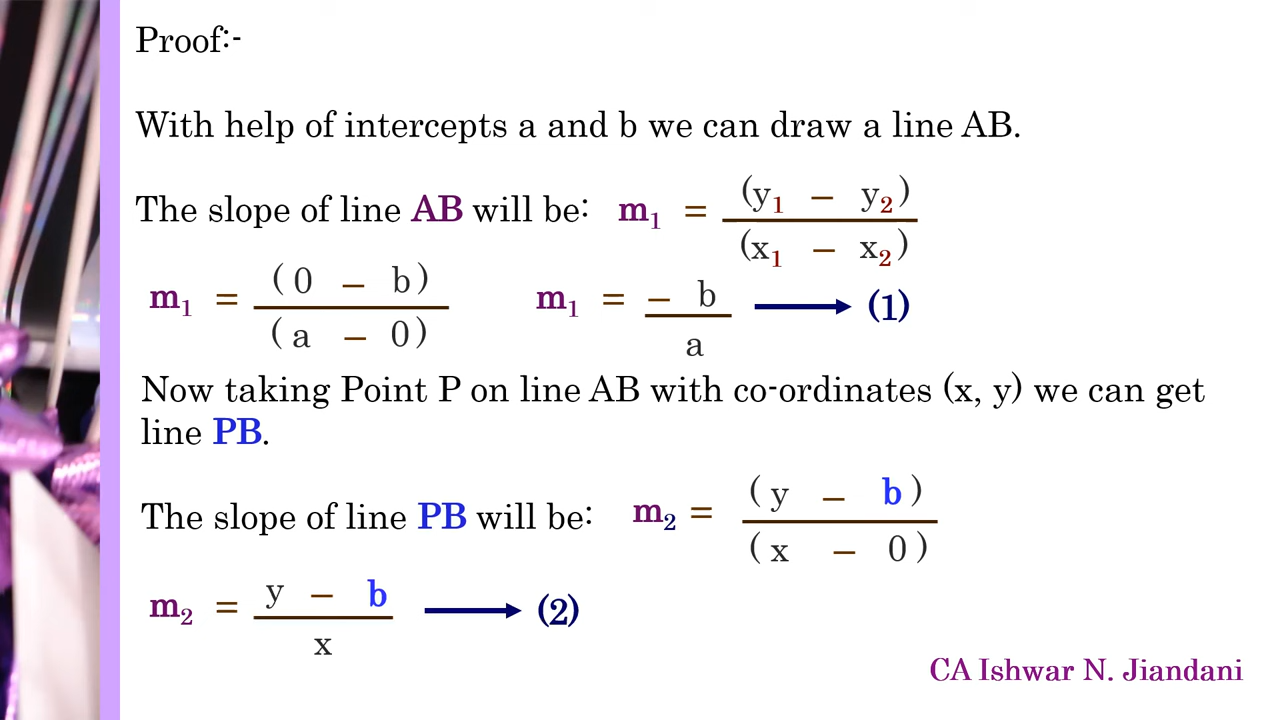 Proof:-
With help of intercepts a and b we can draw a line AB.
The slope of line AB will be: m₁ = (y₁ – y₂) / (x₁ – x₂)
m₁ = ( 0 – b ) / ( a – 0 ) m₁ = – b / a → (1)
Now taking Point P on line AB with co-ordinates (x, y) we can get
line PB.
The slope of line PB will be: m₂ = ( y – b ) / ( x – 0 )
m₂ = y – b / x → (2)
CA Ishwar N. Jiandani